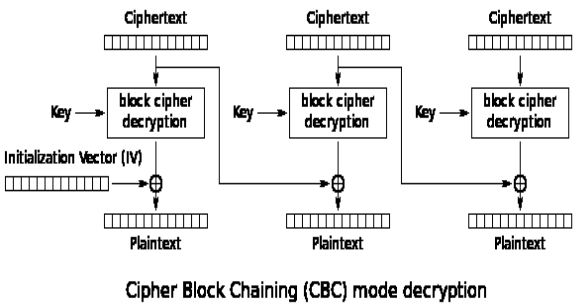 Ciphertext
Ciphertext
Ciphertext
Key
block cipher
decryption
Key
block cipher
decryption
Key
block cipher
decryption
Initialization Vector (IV)
Plaintext
Plaintext
Plaintext
Cipher Block Chaining (CBC) mode decryption